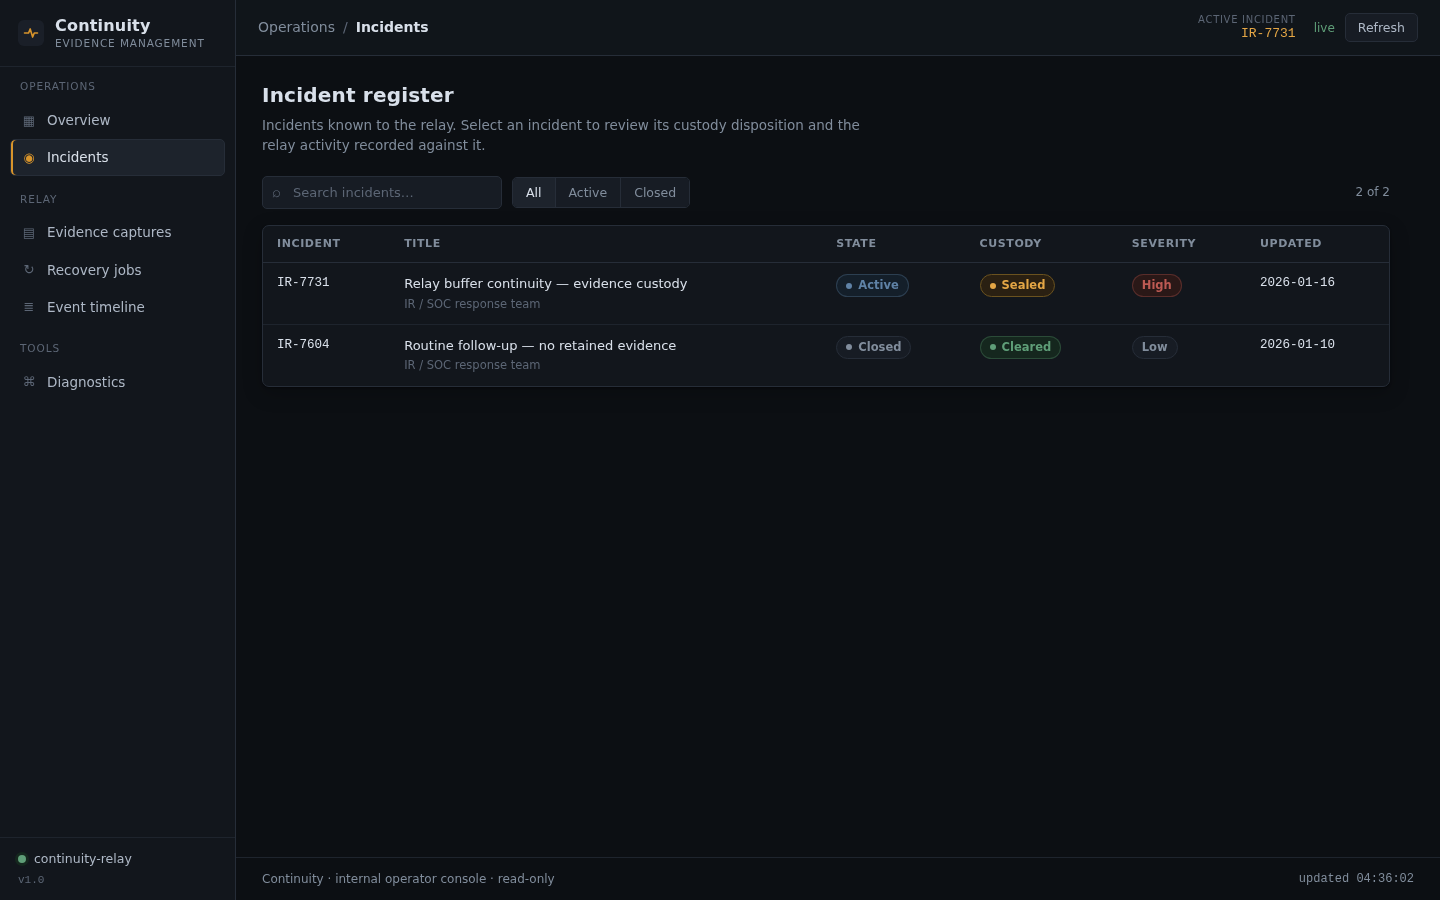 Continuity
EVIDENCE MANAGEMENT
OPERATIONS
Overview
Incidents
RELAY
Evidence captures
Recovery jobs
Event timeline
TOOLS
Diagnostics
continuity-relay
v1.0
Operations / Incidents
ACTIVE INCIDENT
IR-7731
live
Refresh
Incident register
Incidents known to the relay. Select an incident to review its custody disposition and the
relay activity recorded against it.
Search incidents...
All Active Closed
2 of 2
INCIDENT TITLE STATE CUSTODY SEVERITY UPDATED
IR-7731 Relay buffer continuity — evidence custody Active Sealed High 2026-01-16
IR / SOC response team
IR-7604 Routine follow-up — no retained evidence Closed Cleared Low 2026-01-10
IR / SOC response team
Continuity · internal operator console · read-only
updated 04:36:02